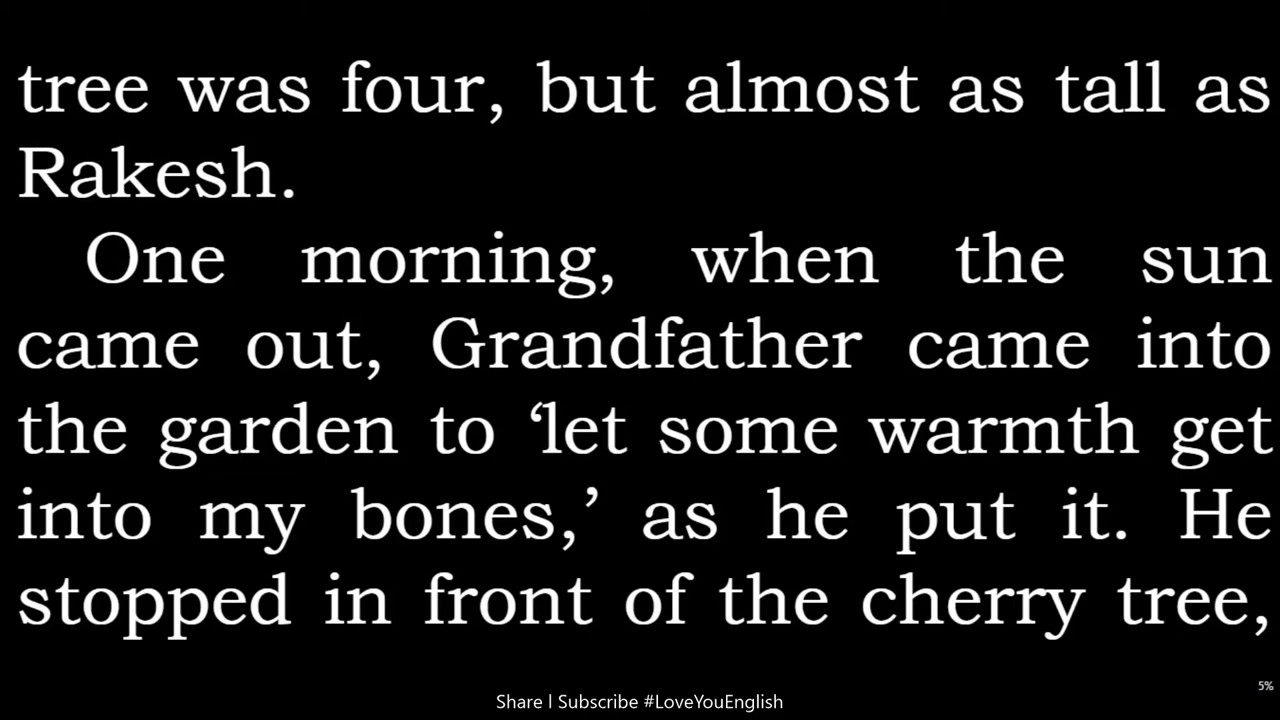 tree was four, but almost as tall as
Rakesh.
One morning, when the sun
came out, Grandfather came into
the garden to ‘let some warmth get
into my bones,’ as he put it. He
stopped in front of the cherry tree,
5%
Share | Subscribe #LoveYouEnglish